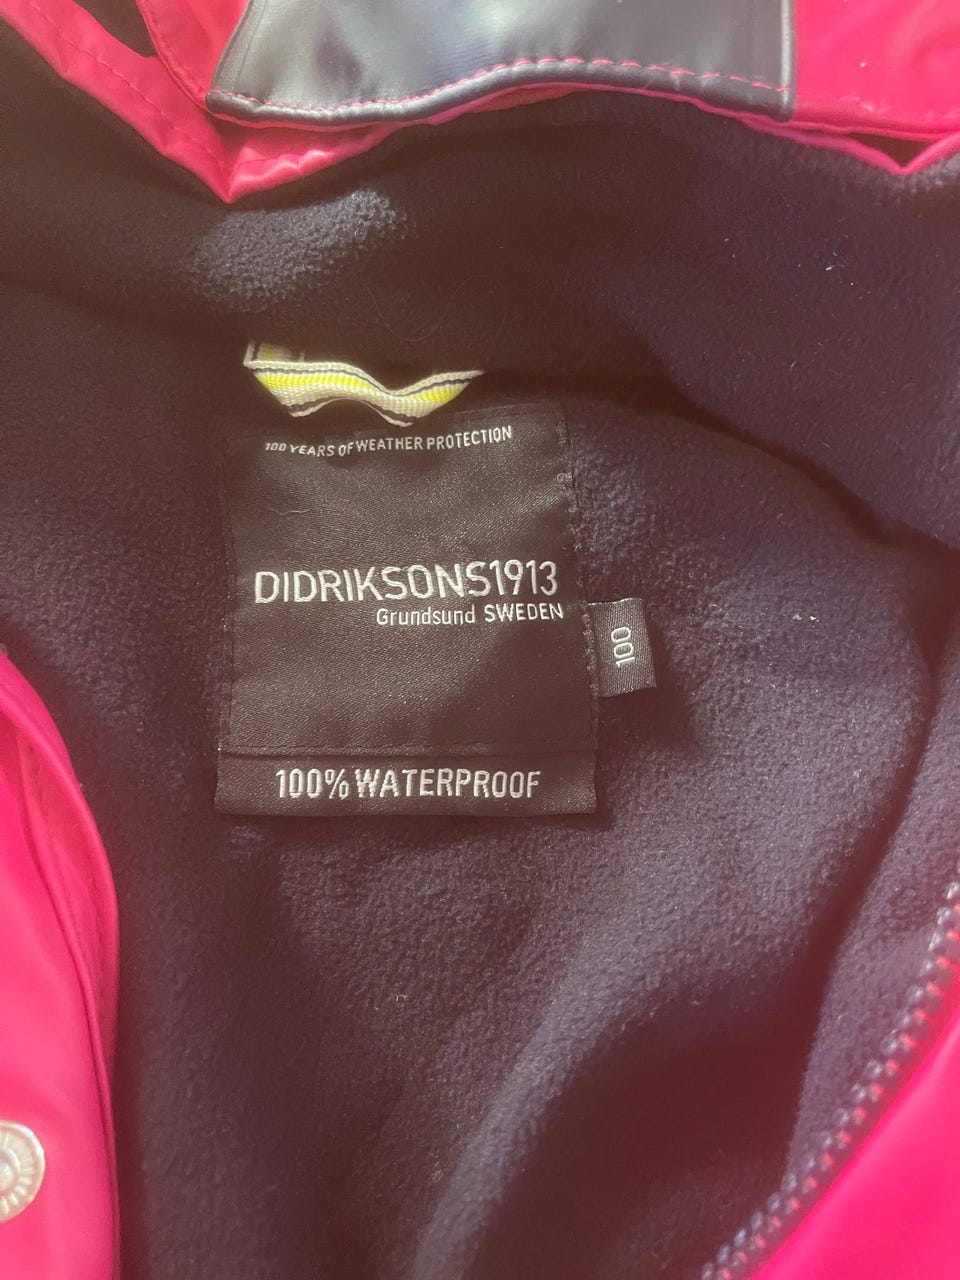 100 YEARS OF WEATHER PROTECTION
DIDRIKSONS1913
Grundsund SWEDEN
100
100% WATERPROOF